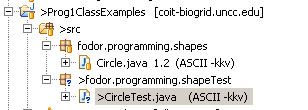 >Prog1ClassExamples [coit-biogrid.uncc.edu]
>src
fodor.programming.shapes
Circle.java 1.2 (ASCII -kkv)
>fodor.programming.shapeTest
>CircleTest.java (ASCII -kkv)